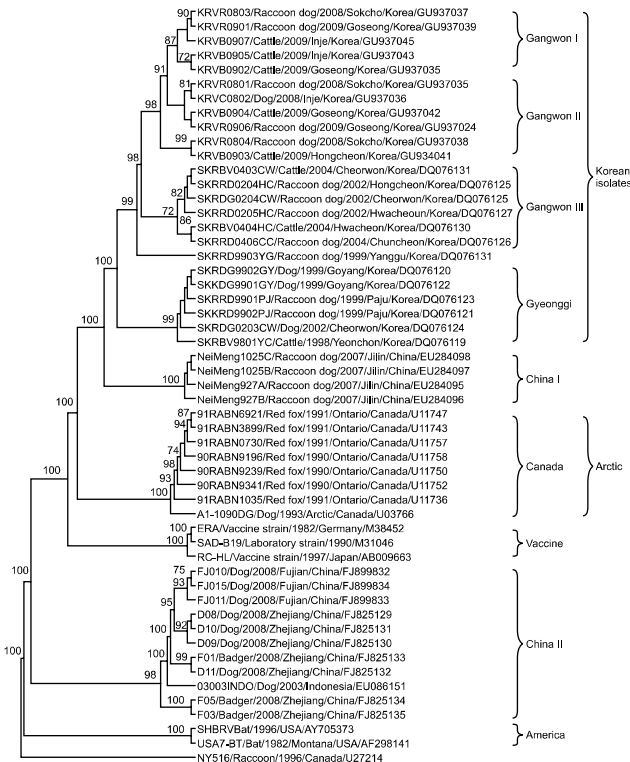 KRVR0803/Raccoon dog/2008/Sokcho/Korea/GU937037
KRVR0901/Raccoon dog/2009/Goseong/Korea/GU937039
KRVB0907/Cattle/2009/Inje/Korea/GU937045
KRVB0905/Cattle/2009/Inje/Korea/GU937043
KRVB0902/Cattle/2009/Goseong/Korea/GU937035
KRVR0801/Raccoon dog/2008/Sokcho/Korea/GU937035
KRVC0802/Dog/2008/Inje/Korea/GU937036
KRVB0904/Cattle/2009/Goseong/Korea/GU937042
KRVR0906/Raccoon dog/2009/Goseong/Korea/GU937024
KRVR0804/Raccoon dog/2008/Sokcho/Korea/GU937038
KRVB0903/Cattle/2009/Hongcheon/Korea/GU934041
SKRBV0403CW/Cattle/2004/Cheorwon/Korea/DQ076131
SKRRD0204HC/Raccoon dog/2002/Hongcheon/Korea/DQ076125
SKRDG0204CW/Raccoon dog/2002/Cheorwon/Korea/DQ076125
SKRRD0205HC/Raccoon dog/2002/Hwacheoun/Korea/DQ076127
SKRBV0404HC/Cattle/2004/Hwacheon/Korea/DQ076130
SKRRD0406CC/Raccoon dog/2004/Chuncheon/Korea/DQ076126
SKRRD9903YG/Raccoon dog/1999/Yanggu/Korea/DQ076131
SKRDG9902GY/Dog/1999/Goyang/Korea/DQ076120
SKKDG9901GY/Dog/1999/Goyang/Korea/DQ076122
SKRRD9901PJ/Raccoon dog/1999/Paju/Korea/DQ076123
SKKRD9902PJ/Raccoon dog/1999/Paju/Korea/DQ076121
SKRDG0203CW/Dog/2002/Cheorwon/Korea/DQ076124
SKRBV9801YC/Cattle/1998/Yeonchon/Korea/DQ076119
NeiMeng1025C/Raccoon dog/2007/Jilin/China/EU284098
NeiMeng1025B/Raccoon dog/2007/Jilin/China/EU284097
NeiMeng927A/Raccoon dog/2007/Jilin/China/EU284095
NeiMeng927B/Raccoon dog/2007/Jilin/China/EU284096
91RABN6921/Red fox/1991/Ontario/Canada/U11747
91RABN3899/Red fox/1991/Ontario/Canada/U11743
91RABN0730/Red fox/1991/Ontario/Canada/U11757
90RABN9196/Red fox/1990/Ontario/Canada/U11758
90RABN9239/Red fox/1990/Ontario/Canada/U11750
90RABN9341/Red fox/1990/Ontario/Canada/U11752
91RABN1035/Red fox/1991/Ontario/Canada/U11736
A1-1090DG/Dog/1993/Arctic/Canada/U03766
ERA/Vaccine strain/1982/Germany/M38452
SAD-B19/Laboratory strain/1990/M31046
RC-HL/Vaccine strain/1997/Japan/AB009663
FJ010/Dog/2008/Fujian/China/FJ899832
FJ015/Dog/2008/Fujian/China/FJ899834
FJ011/Dog/2008/Fujian/China/FJ899833
D08/Dog/2008/Zhejiang/China/FJ825129
D10/Dog/2008/Zhejiang/China/FJ825131
D09/Dog/2008/Zhejiang/China/FJ825130
F01/Badger/2008/Zhejiang/China/FJ825133
D11/Dog/2008/Zhejiang/China/FJ825132
03003INDO/Dog/2003/Indonesia/EU086151
F05/Badger/2008/Zhejiang/China/FJ825134
F03/Badger/2008/Zhejiang/China/FJ825135
SHBRVBat/1996/USA/AY705373
USA7-BT/Bat/1982/Montana/USA/AF298141
NY516/Raccoon/1996/Canada/U27214
Gangwon I
Gangwon II
Gangwon III
Gyeonggi
China I
Canada
Vaccine
China II
America
Korean
isolates
Arctic
90
87
72
91
81
98
99
98
82
72
86
99
100
99
100
100
100
87
94
74
98
93
100
100
100
75
93
95
92
100
100
99
98
100
100
100
100